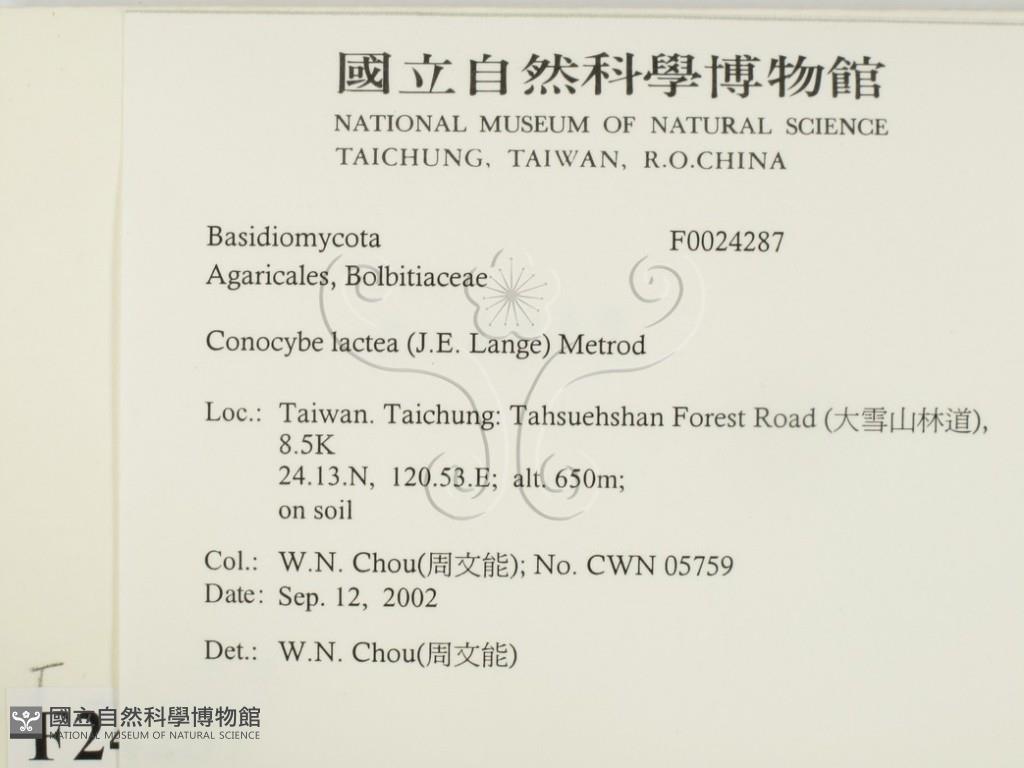 國立自然科學博物館
NATIONAL MUSEUM OF NATURAL SCIENCE
TAICHUNG, TAIWAN, R.O.CHINA
Basidiomycota F0024287
Agaricales, Bolbitiaceae
Conocybe lactea (J.E. Lange) Metrod
Loc.: Taiwan. Taichung: Tahsuehshan Forest Road (大雪山林道),
8.5K
24.13.N, 120.53.E; alt. 650m;
on soil
Col.: W.N. Chou(周文能); No. CWN 05759
Date: Sep. 12, 2002
Det.: W.N. Chou(周文能)
國立自然科學博物館
NATIONAL MUSEUM OF NATURAL SCIENCE